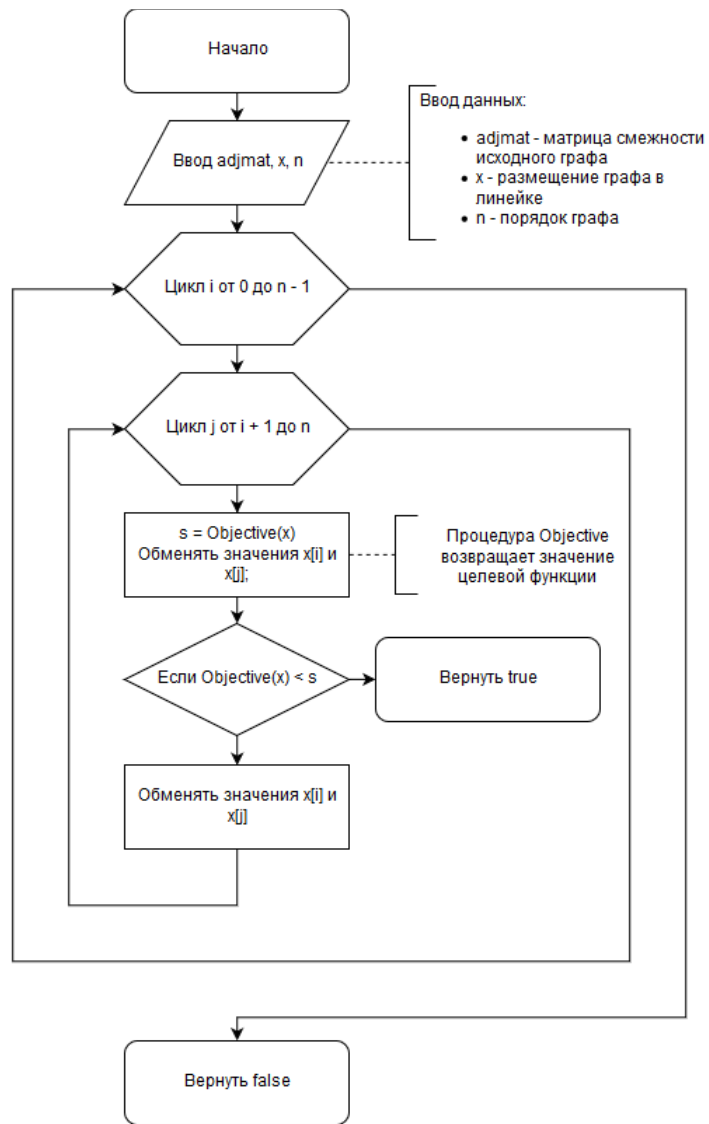 Начало
Ввод adjmat, x, n
Ввод данных:
• adjmat - матрица смежности
исходного графа
• x - размещение графа в
линейке
• n - порядок графа
Цикл i от 0 до n - 1
Цикл j от i + 1 до n
s = Objective(x)
Обменять значения x[i] и
x[j];
Процедура Objective
возвращает значение
целевой функции
Если Objective(x) < s
Вернуть true
Обменять значения x[i] и
x[j]
Вернуть false